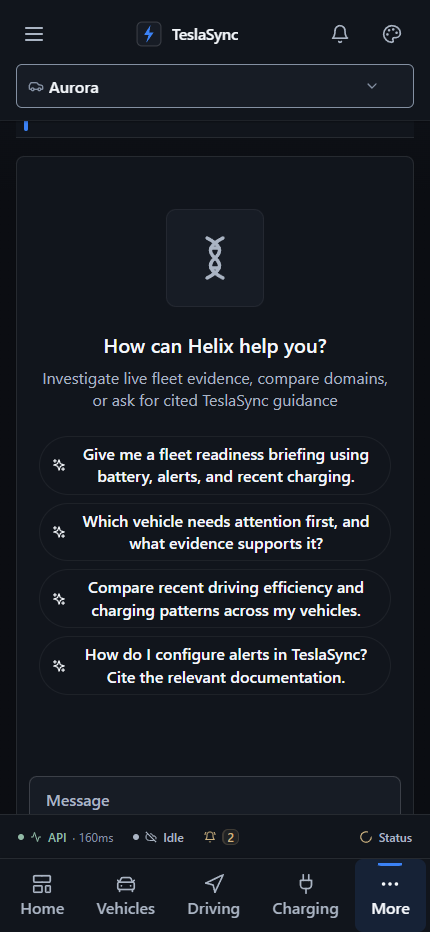 TeslaSync
Aurora
How can Helix help you?
Investigate live fleet evidence, compare domains,
or ask for cited TeslaSync guidance
Give me a fleet readiness briefing using
battery, alerts, and recent charging.
Which vehicle needs attention first, and
what evidence supports it?
Compare recent driving efficiency and
charging patterns across my vehicles.
How do I configure alerts in TeslaSync?
Cite the relevant documentation.
Message
API · 160ms Idle 2 Status
Home Vehicles Driving Charging More